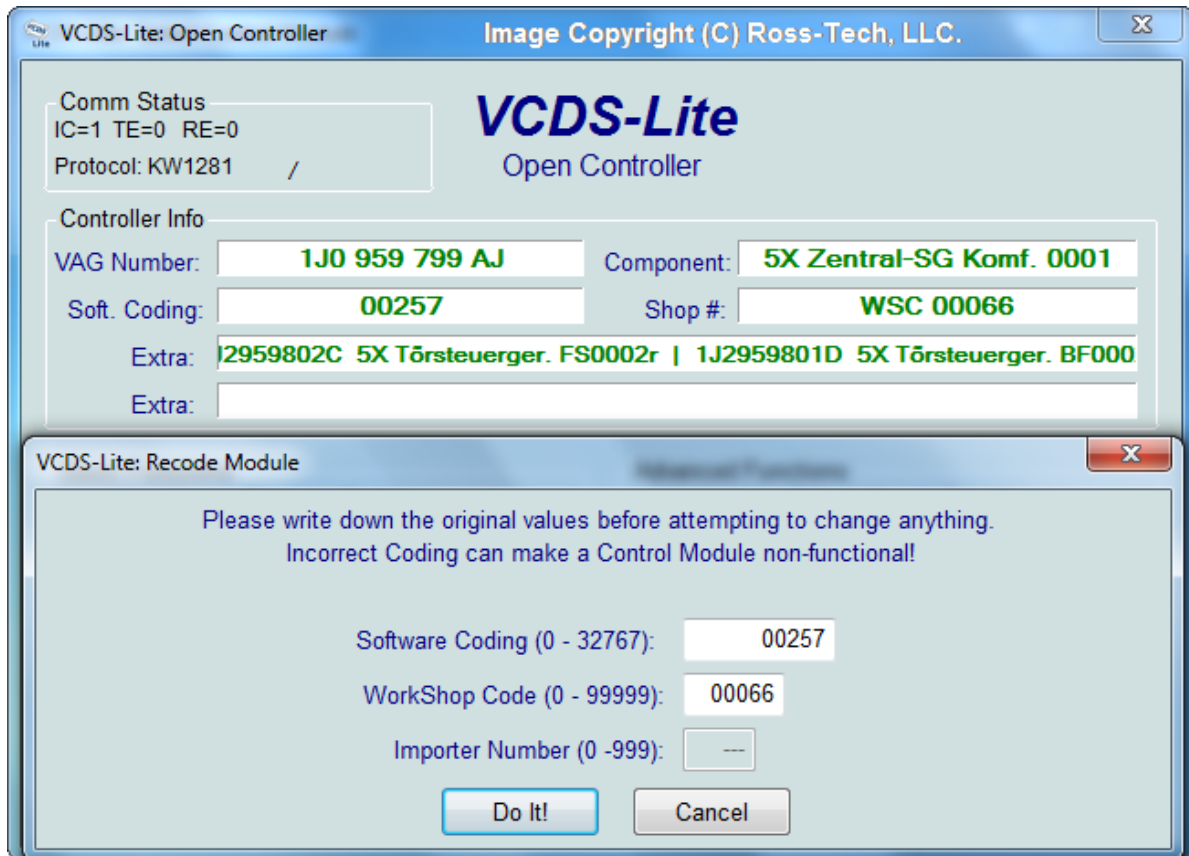 VCDS-Lite: Open Controller Image Copyright (C) Ross-Tech, LLC.
Comm Status
IC=1 TE=0 RE=0
Protocol: KW1281 /
VCDS-Lite
Open Controller
Controller Info
VAG Number: 1J0 959 799 AJ Component: 5X Zentral-SG Komf. 0001
Soft. Coding: 00257 Shop #: WSC 00066
Extra: J2959802C 5X Tõrsteuerger. FS0002r | 1J2959801D 5X Tõrsteuerger. BF000
Extra:
VCDS-Lite: Recode Module
Advanced Functions
Please write down the original values before attempting to change anything.
Incorrect Coding can make a Control Module non-functional!
Software Coding (0 - 32767): 00257
WorkShop Code (0 - 99999): 00066
Importer Number (0 -999): ---
Do It! Cancel